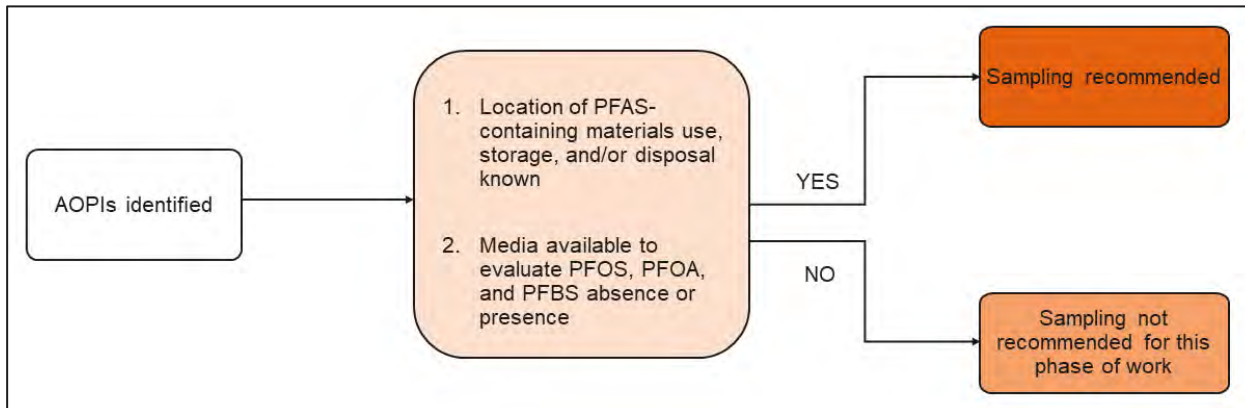 AOPIs identified
1. Location of PFAS-
containing materials use,
storage, and/or disposal
known
2. Media available to
evaluate PFOS, PFOA,
and PFBS absence or
presence
YES
NO
Sampling recommended
Sampling not
recommended for this
phase of work